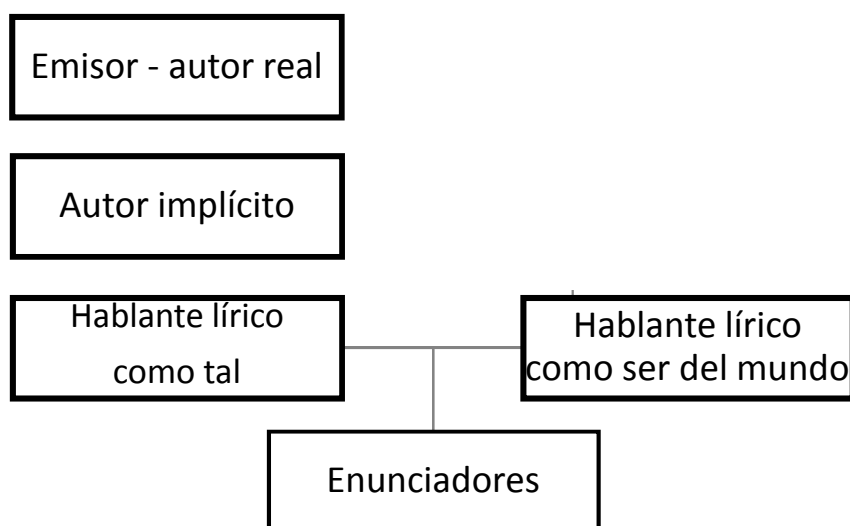 Emisor - autor real
Autor implícito
Hablante lírico
como tal
Hablante lírico
como ser del mundo
Enunciadores